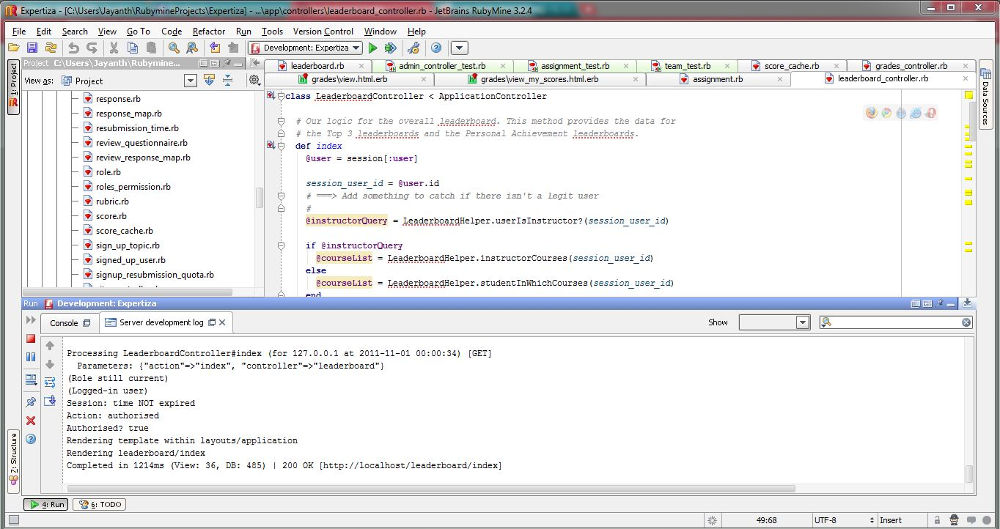 Expertiza - [C:\Users\Jayanth\RubymineProjects\Expertiza] - ...\app\controllers\leaderboard_controller.rb - JetBrains RubyMine 3.2.4
File Edit Search View Go To Code Refactor Run Tools Version Control Window Help
Development: Expertiza
Project C:\Users\Jayanth\Rubymine...
leaderboard.rb admin_controller_test.rb assignment_test.rb team_test.rb score_cache.rb grades_controller.rb
View as: Project
grades\view.html.erb grades\view_my_scores.html.erb assignment.rb leaderboard_controller.rb
1: Project
Data Sources
response.rb
response_map.rb
resubmission_time.rb
review_questionnaire.rb
review_response_map.rb
role.rb
roles_permission.rb
rubric.rb
score.rb
score_cache.rb
sign_up_topic.rb
signed_up_user.rb
signup_resubmission_quota.rb
class LeaderboardController < ApplicationController
# Our logic for the overall leaderboard. This method provides the data for
# the Top 3 leaderboards and the Personal Achievement leaderboards.
def index
@user = session[:user]
session_user_id = @user.id
# ===> Add something to catch if there isn't a legit user
#
@instructorQuery = LeaderboardHelper.userIsInstructor?(session_user_id)
if @instructorQuery
@courseList = LeaderboardHelper.instructorCourses(session_user_id)
else
@courseList = LeaderboardHelper.studentInWhichCourses(session_user_id)
end
Run Development: Expertiza
Console Server development log Show
Processing LeaderboardController#index (for 127.0.0.1 at 2011-11-01 00:00:34) [GET]
Parameters: {"action"=>"index", "controller"=>"leaderboard"}
(Role still current)
(Logged-in user)
Session: time NOT expired
Action: authorised
Authorised? true
Rendering template within layouts/application
Rendering leaderboard/index
Completed in 1214ms (View: 36, DB: 485) | 200 OK [http://localhost/leaderboard/index]
7: Structure
4: Run 6: TODO
49:68 UTF-8 Insert